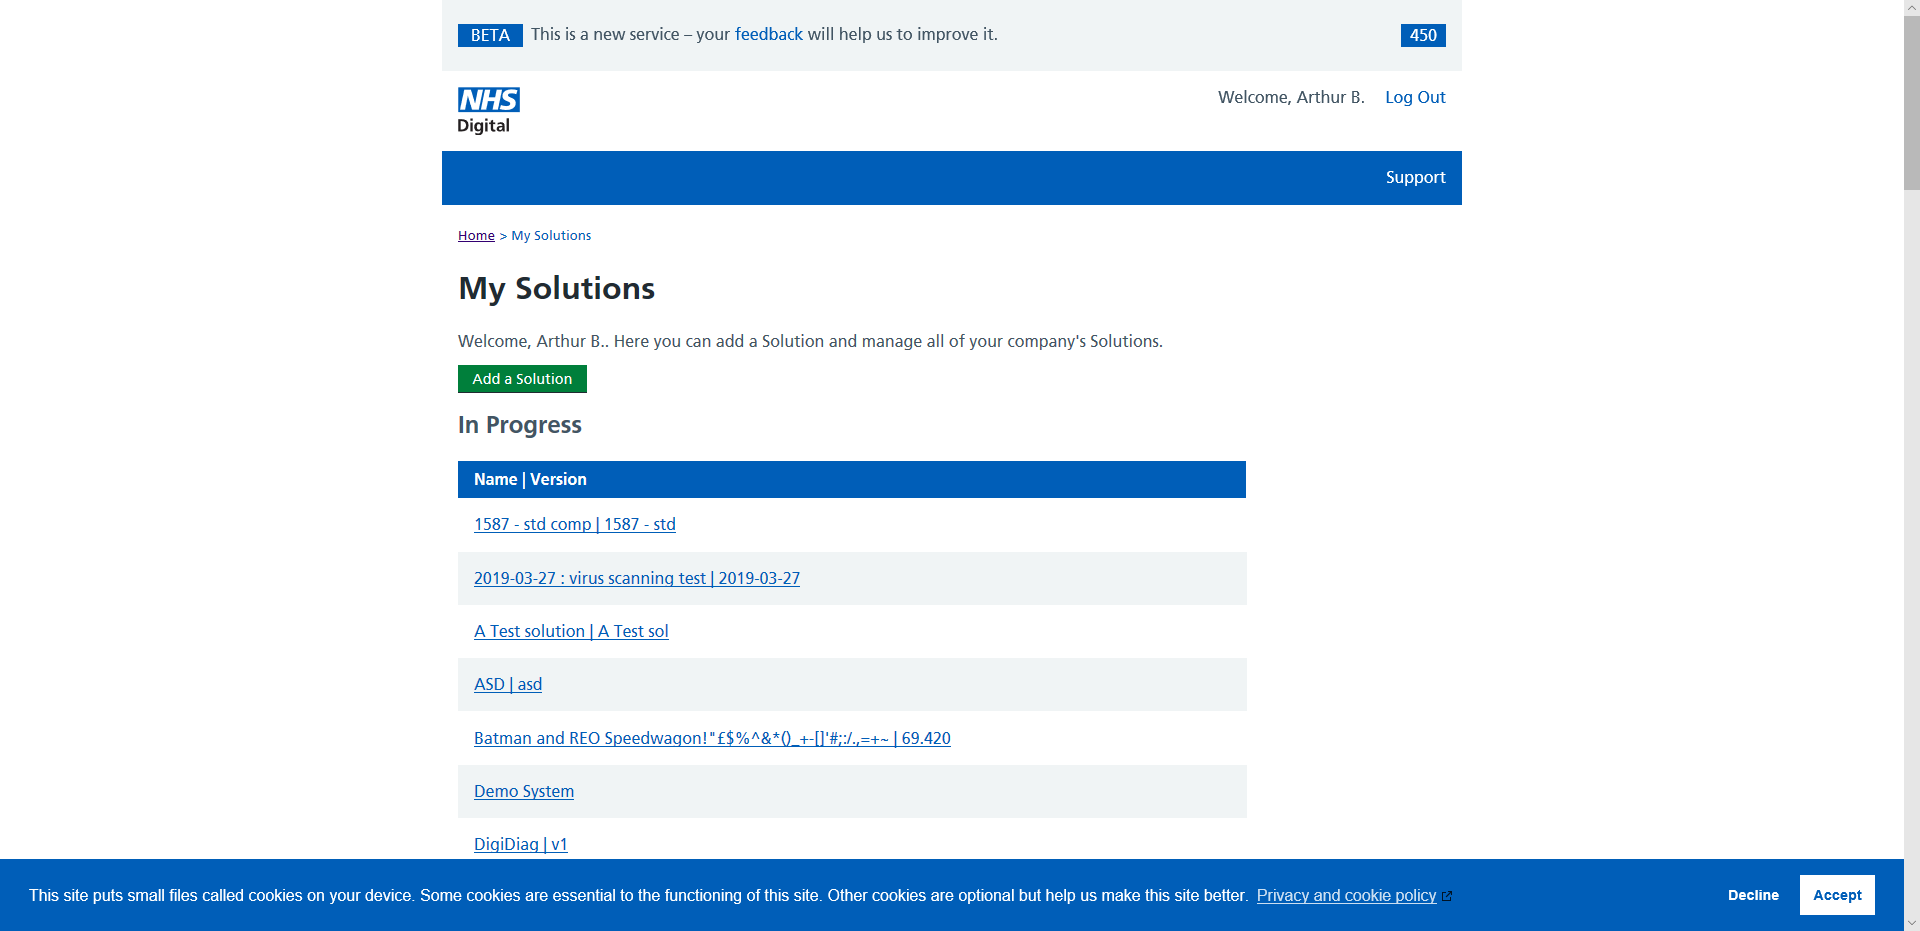 BETA This is a new service – your feedback will help us to improve it. 450
NHS
Digital
Welcome, Arthur B. Log Out
Support
Home > My Solutions
My Solutions
Welcome, Arthur B.. Here you can add a Solution and manage all of your company's Solutions.
Add a Solution
In Progress
Name | Version
1587 - std comp | 1587 - std
2019-03-27 : virus scanning test | 2019-03-27
A Test solution | A Test sol
ASD | asd
Batman and REO Speedwagon!"£$%^&*()_+-[]'#;:/.,=+~ | 69.420
Demo System
DigiDiag | v1
This site puts small files called cookies on your device. Some cookies are essential to the functioning of this site. Other cookies are optional but help us make this site better. Privacy and cookie policy Decline Accept